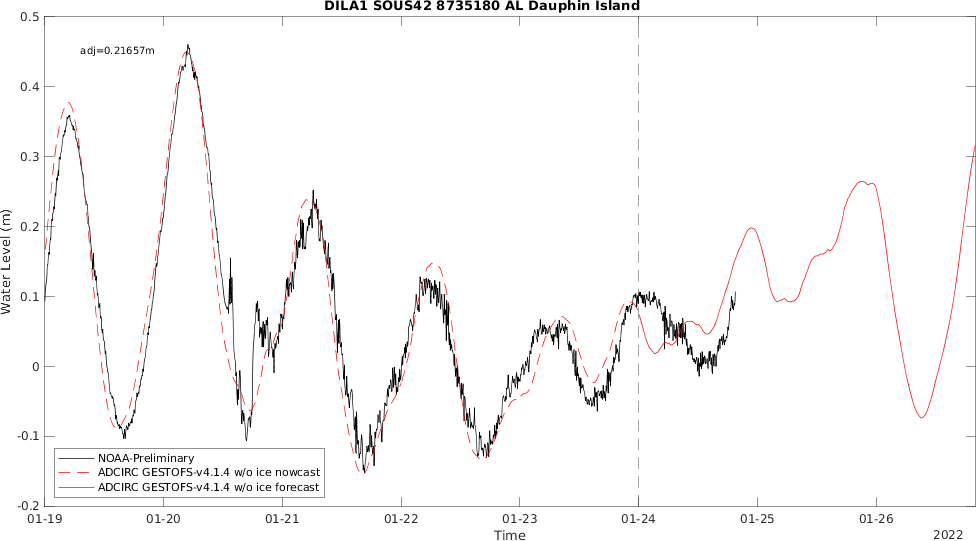 DILA1 SOUS42 8735180 AL Dauphin Island
0.5
adj=0.21657m
0.4
0.3
0.2
0.1
0
-0.1
-0.2
Water Level (m)
NOAA-Preliminary
ADCIRC GESTOFS-v4.1.4 w/o ice nowcast
ADCIRC GESTOFS-v4.1.4 w/o ice forecast
01-19 01-20 01-21 01-22 01-23 01-24 01-25 01-26
Time
2022